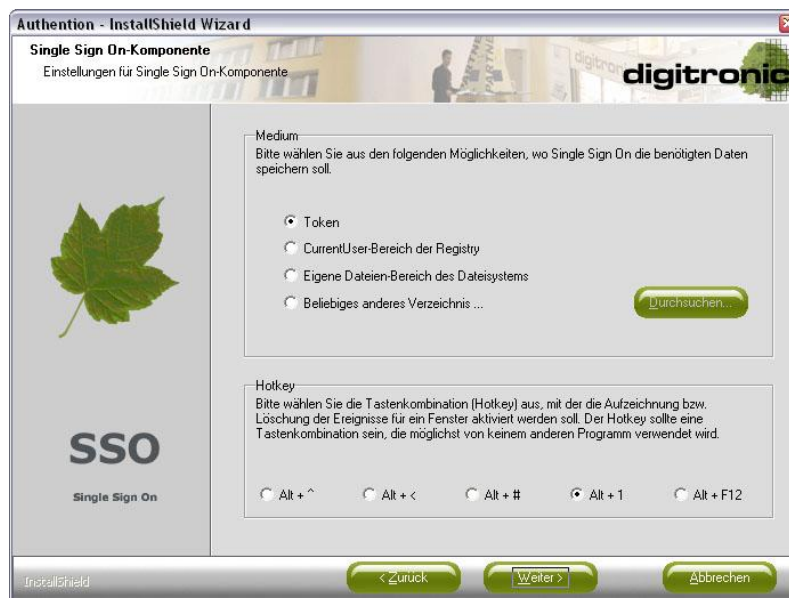 Authention - InstallShield Wizard
Single Sign On-Komponente
Einstellungen für Single Sign On-Komponente
PARTNER
digitronic
digitronic
Medium
Bitte wählen Sie aus den folgenden Möglichkeiten, wo Single Sign On die benötigten Daten
speichern soll.
Token
CurrentUser-Bereich der Registry
Eigene Dateien-Bereich des Dateisystems
Beliebiges anderes Verzeichnis ...
Durchsuchen...
Hotkey
Bitte wählen Sie die Tastenkombination (Hotkey) aus, mit der die Aufzeichnung bzw.
Löschung der Ereignisse für ein Fenster aktiviert werden soll. Der Hotkey sollte eine
Tastenkombination sein, die möglichst von keinem anderen Programm verwendet wird.
SSO
Single Sign On
Alt + ^ Alt + < Alt + # Alt + 1 Alt + F12
InstallShield
< Zurück Weiter > Abbrechen